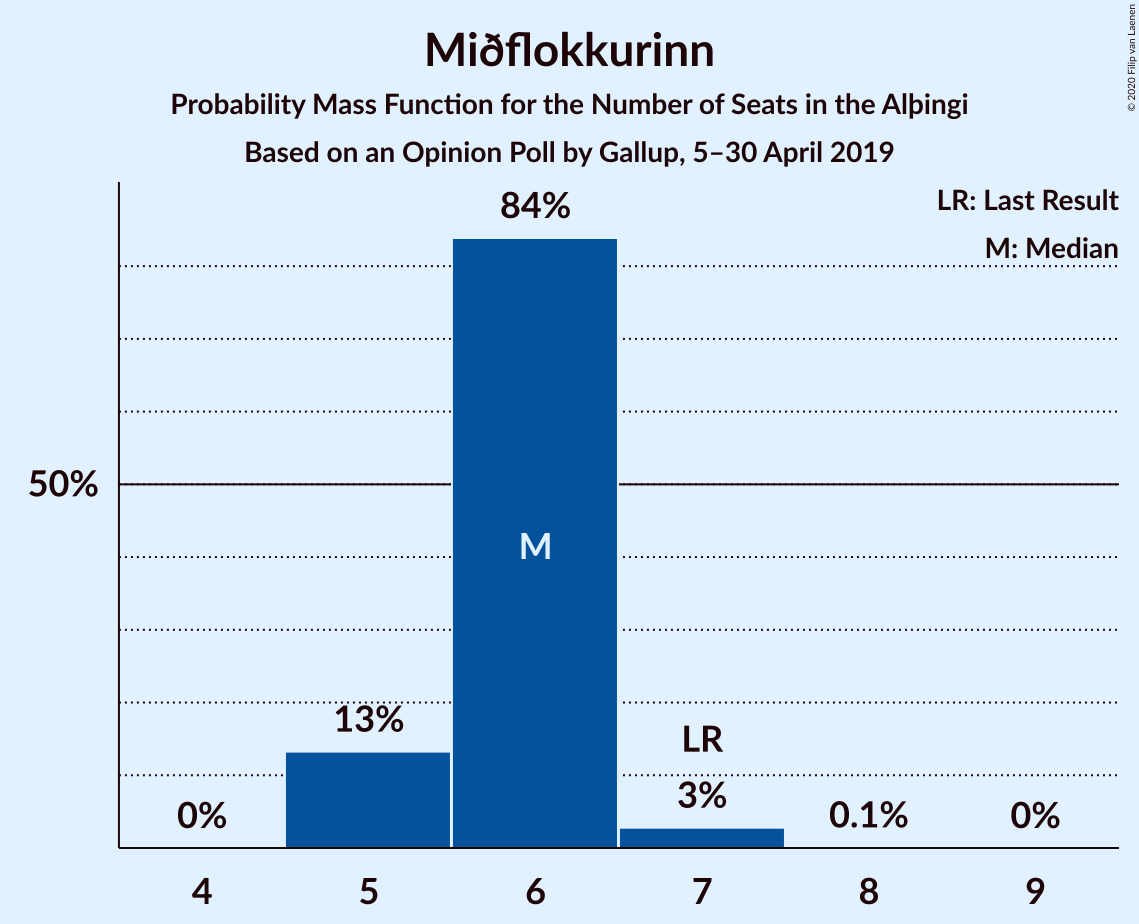 Miðflokkurinn
Probability Mass Function for the Number of Seats in the Alþingi
Based on an Opinion Poll by Gallup, 5–30 April 2019
© 2020 Filip van Laenen
LR: Last Result
M: Median
84%
50%
M
13%
LR
3%
0%
0.1%
0%
4 5 6 7 8 9